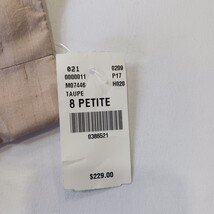 021 0209
0000011 P17
M07446 H020
TAUPE
8 PETITE
0386521
$229.00